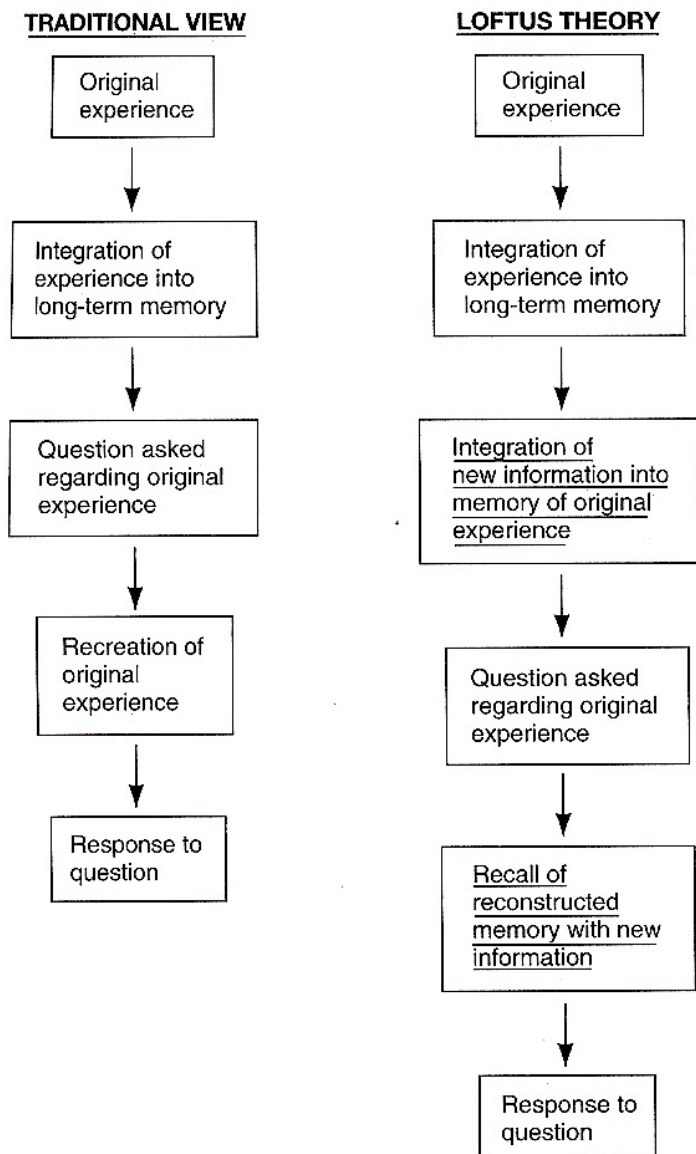 TRADITIONAL VIEW
Original
experience
Integration of
experience into
long-term memory
Question asked
regarding original
experience
Recreation of
original
experience
Response to
question
LOFTUS THEORY
Original
experience
Integration of
experience into
long-term memory
Integration of
new information into
memory of original
experience
Question asked
regarding original
experience
Recall of
reconstructed
memory with new
information
Response to
question